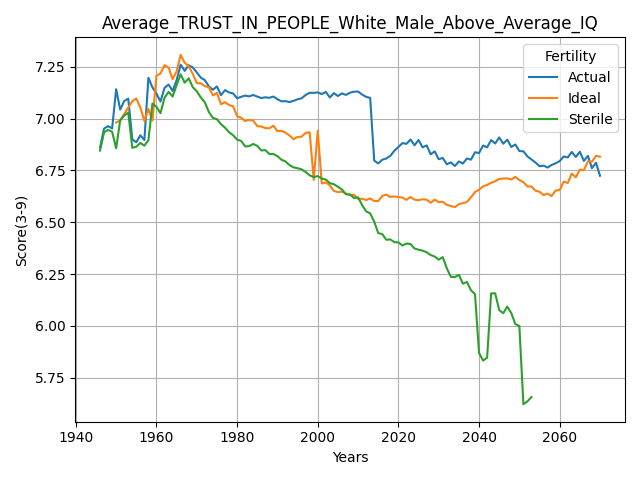 Average_TRUST_IN_PEOPLE_White_Male_Above_Average_IQ
Fertility
Actual
Ideal
Sterile
Score(3-9)
7.25
7.00
6.75
6.50
6.25
6.00
5.75
1940 1960 1980 2000 2020 2040 2060
Years